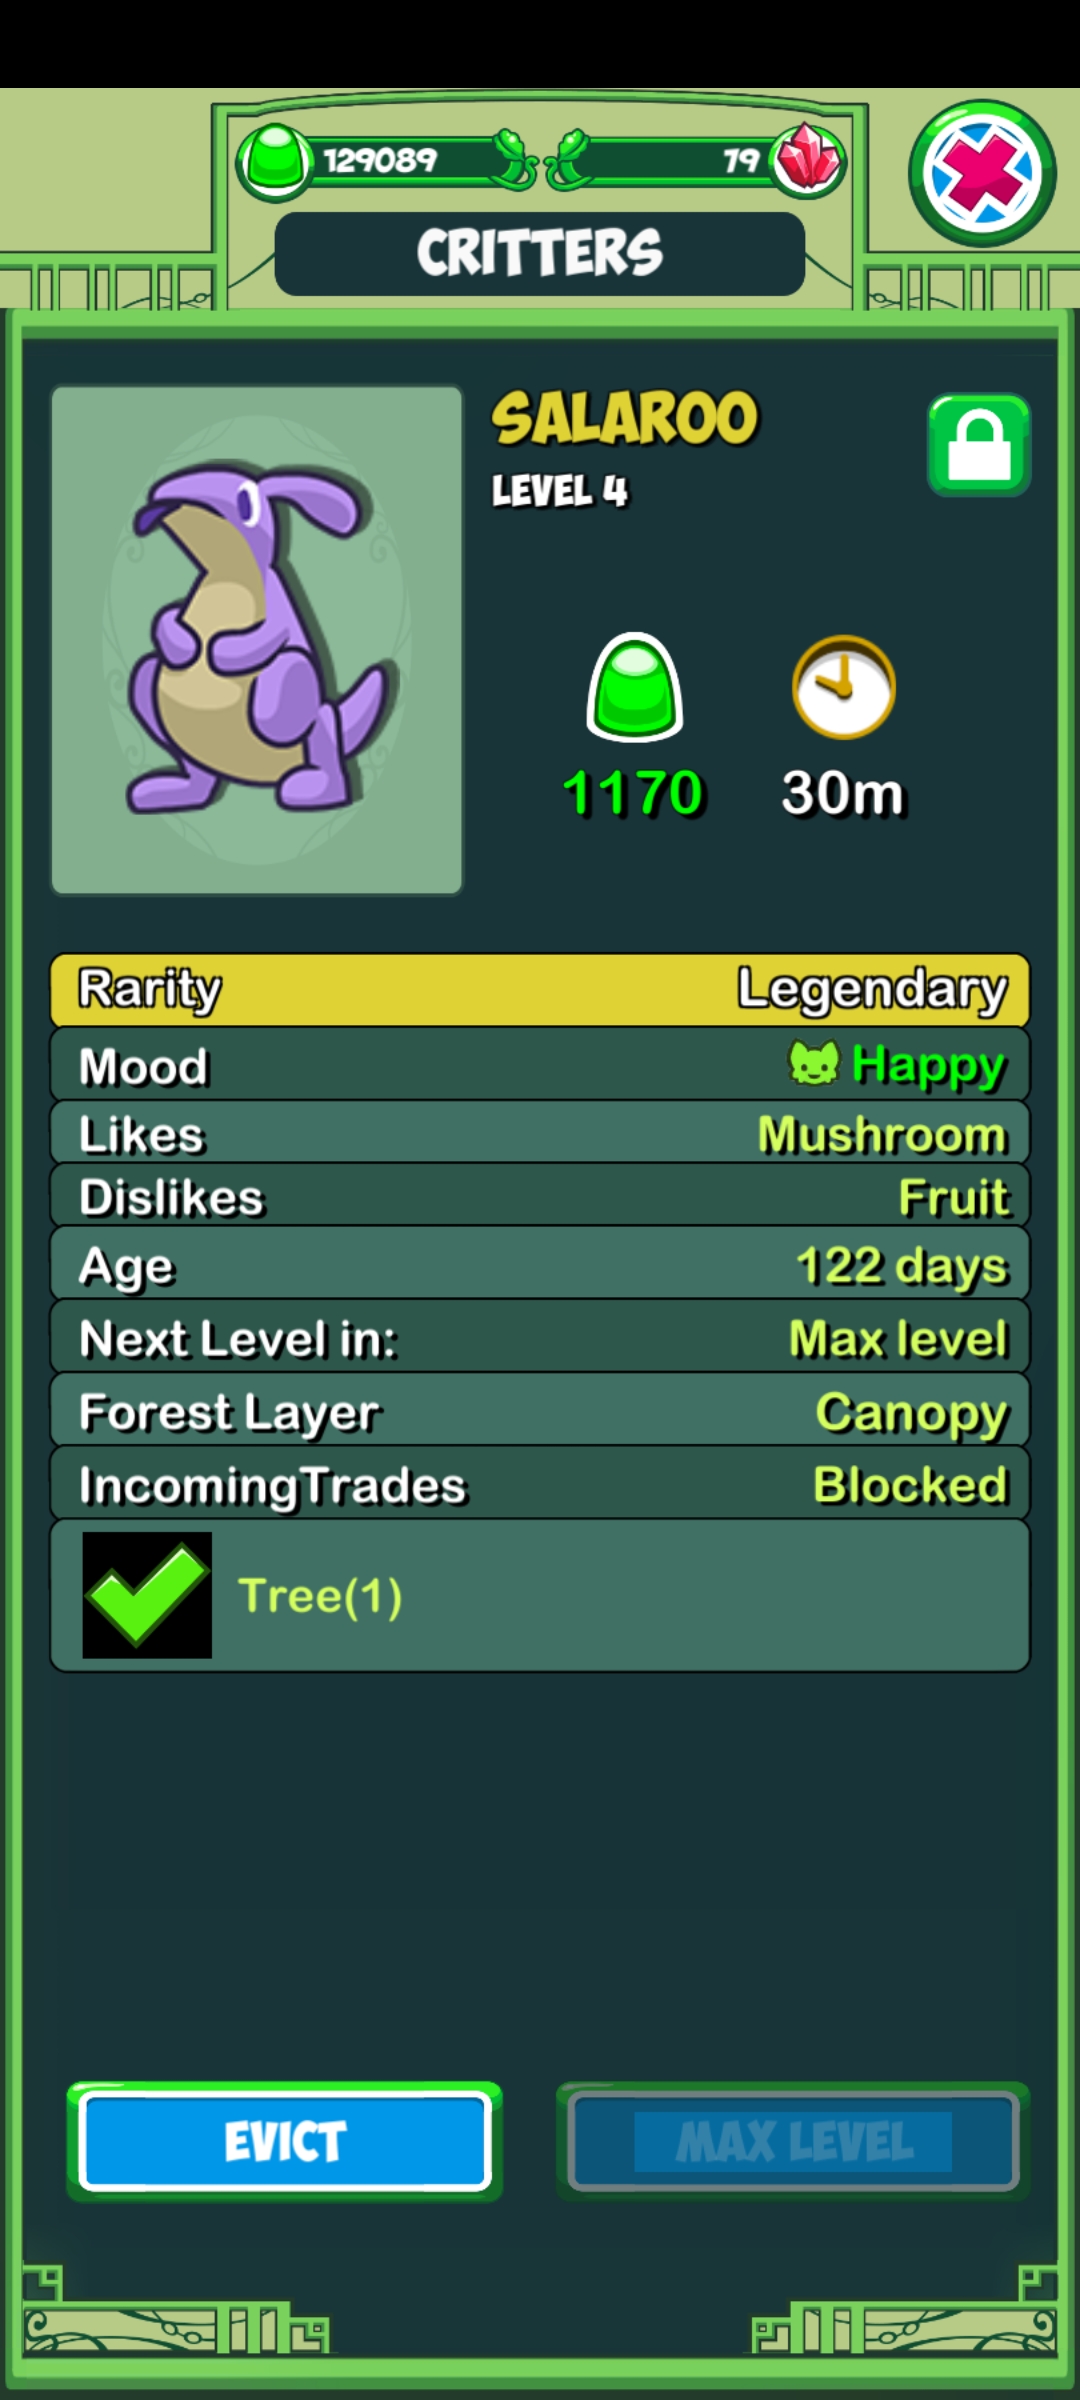 129089
79
CRITTERS
SALAROO
LEVEL 4
1170
30m
Rarity Legendary
Mood Happy
Likes Mushroom
Dislikes Fruit
Age 122 days
Next Level in: Max level
Forest Layer Canopy
IncomingTrades Blocked
Tree(1)
EVICT
MAX LEVEL